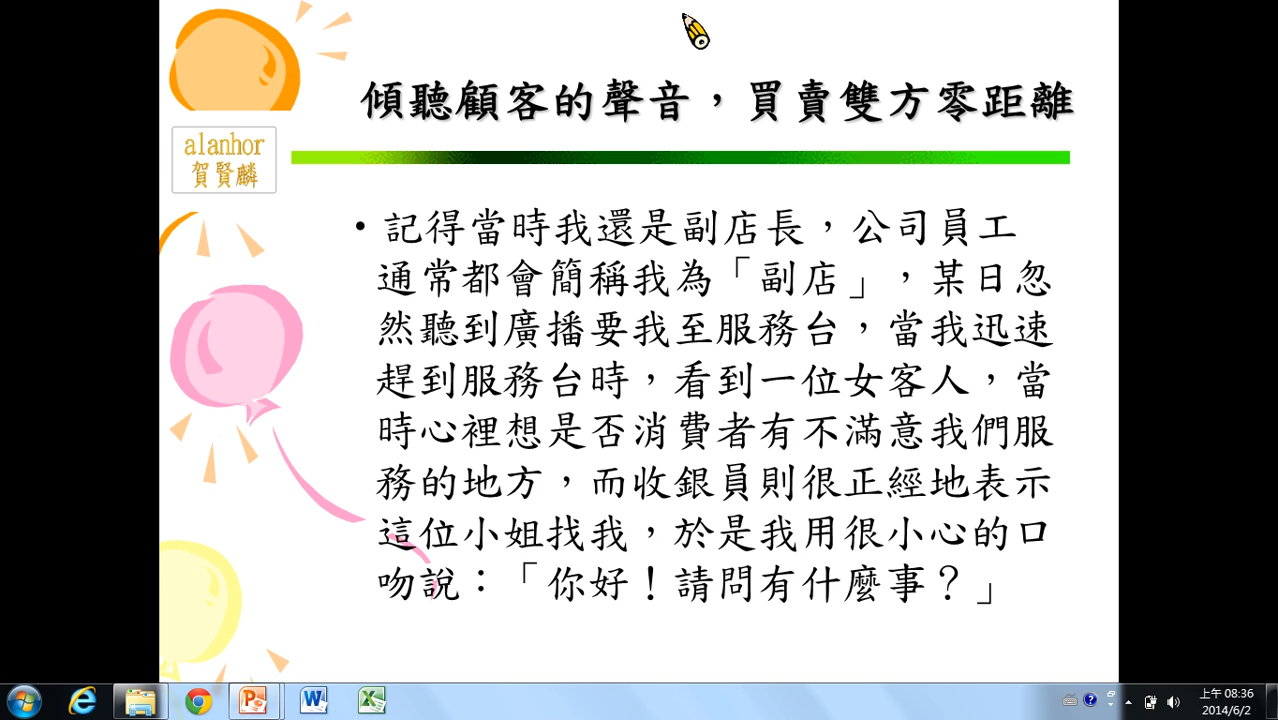 傾聽顧客的聲音，買賣雙方零距離
alanhor
賀賢麟
•記得當時我還是副店長，公司員工
通常都會簡稱我為「副店」，某日忽
然聽到廣播要我至服務台，當我迅速
趕到服務台時，看到一位女客人，當
時心裡想是否消費者有不滿意我們服
務的地方，而收銀員則很正經地表示
這位小姐找我，於是我用很小心的口
吻說：「你好！請問有什麼事？」
上午 08:36
2014/6/2